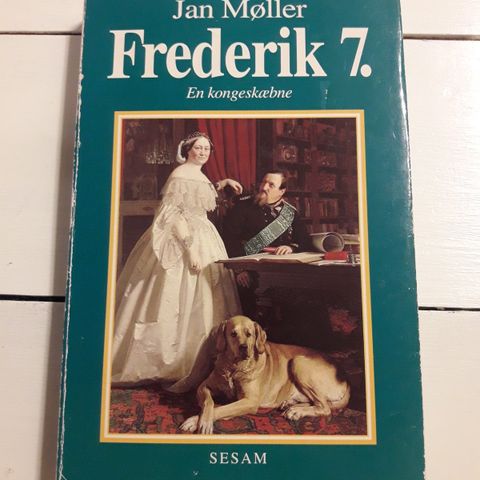 Jan Møller
Frederik 7.
En kongeskæbne
SESAM